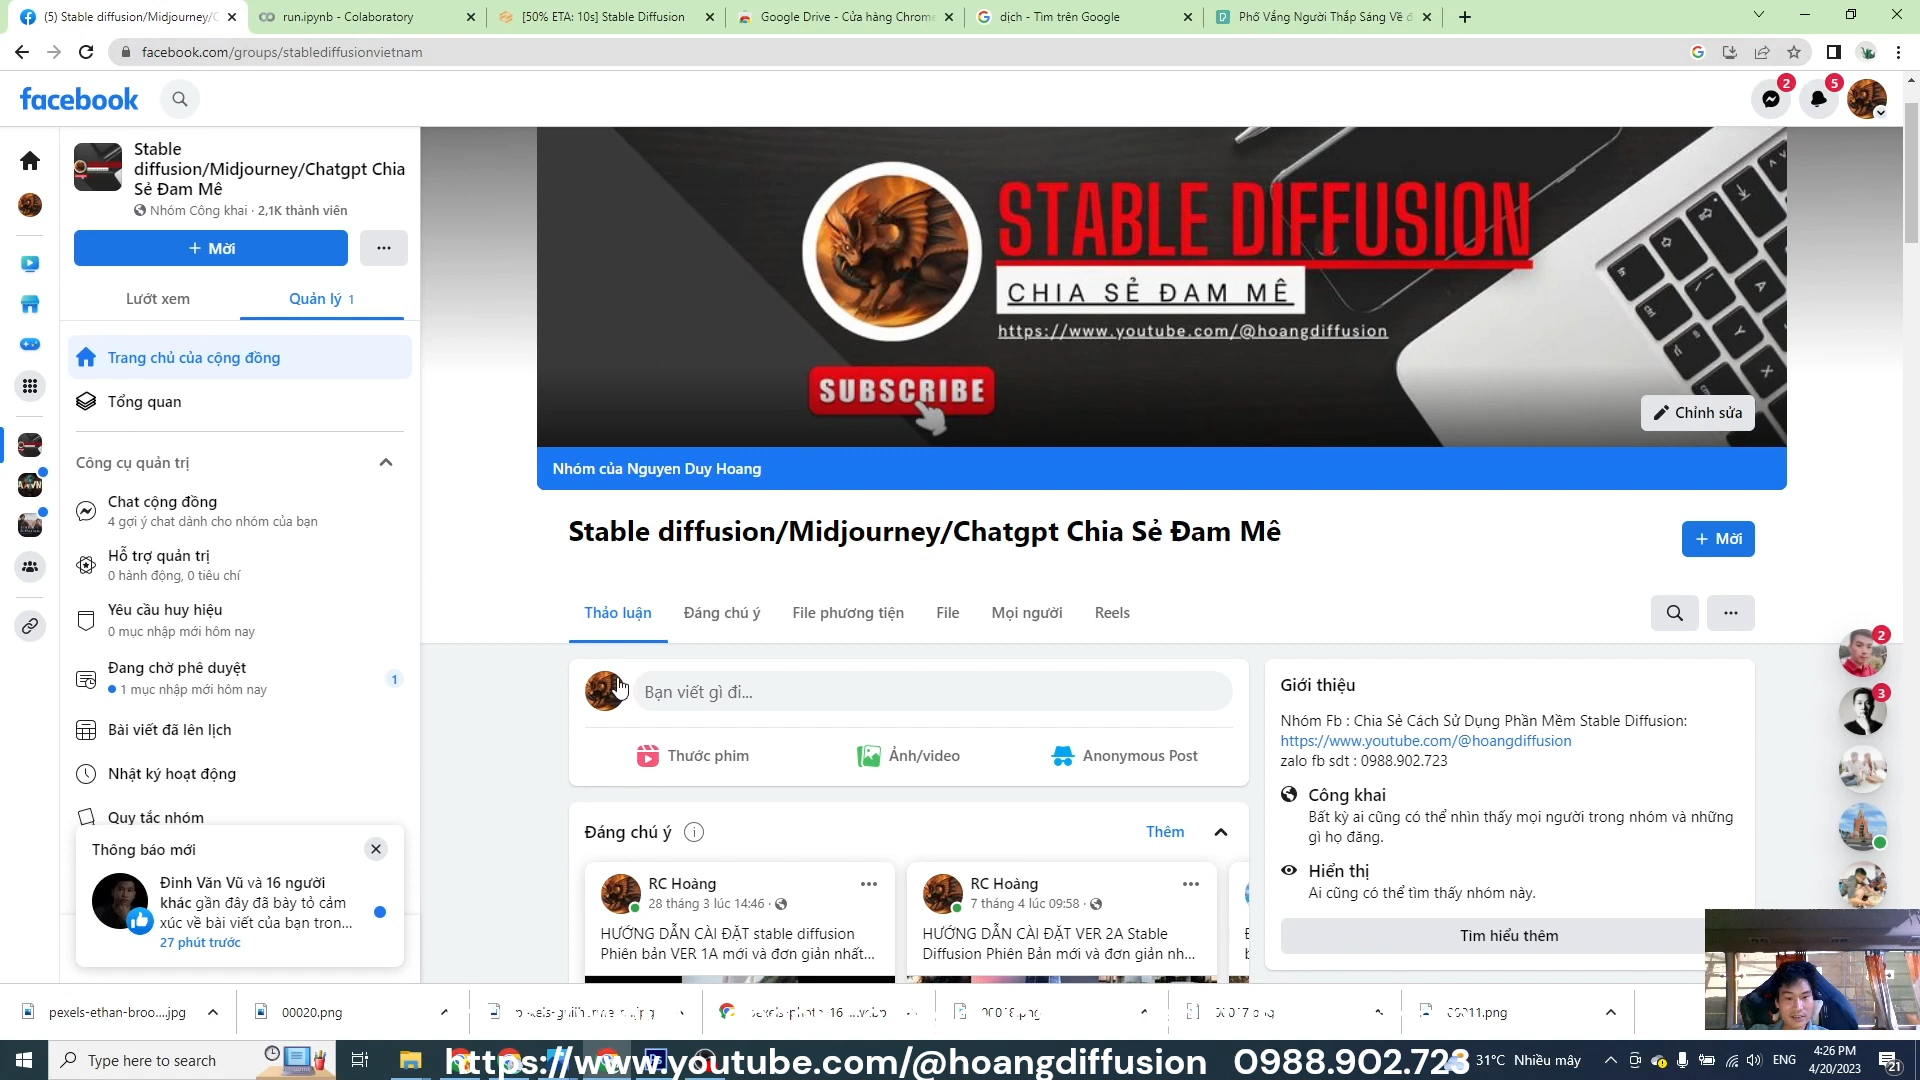 (5) Stable diffusion/Midjourney/C
run.ipynb - Colaboratory
[50% ETA: 10s] Stable Diffusion
Google Drive - Cửa hàng Chrome
dịch - Tìm trên Google
Phố Vắng Người Thắp Sáng Về đ
facebook.com/groups/stablediffusionvietnam
facebook
2
5
Stable
diffusion/Midjourney/Chatgpt Chia
Sẻ Đam Mê
Nhóm Công khai · 2,1K thành viên
+ Mời
Lướt xem
Quản lý 1
Trang chủ của cộng đồng
Tổng quan
Công cụ quản trị
Chat cộng đồng
4 gợi ý chat dành cho nhóm của bạn
Hỗ trợ quản trị
0 hành động, 0 tiêu chí
Yêu cầu huy hiệu
0 mục nhập mới hôm nay
Đang chờ phê duyệt
1 mục nhập mới hôm nay
1
Bài viết đã lên lịch
Nhật ký hoạt động
Quy tắc nhóm
Thông báo mới
Đinh Văn Vũ và 16 người
khác gần đây đã bày tỏ cảm
xúc về bài viết của bạn tron...
27 phút trước
STABLE DIFFUSION
CHIA SẺ ĐAM MÊ
https://www.youtube.com/@hoangdiffusion
SUBSCRIBE
Chỉnh sửa
Nhóm của Nguyen Duy Hoang
Stable diffusion/Midjourney/Chatgpt Chia Sẻ Đam Mê
+ Mời
Thảo luận
Đáng chú ý
File phương tiện
File
Mọi người
Reels
Bạn viết gì đi...
Thước phim
Ảnh/video
Anonymous Post
Đáng chú ý
Thêm
RC Hoàng
28 tháng 3 lúc 14:46 ·
HƯỚNG DẪN CÀI ĐẶT stable diffusion
Phiên bản VER 1A mới và đơn giản nhất...
RC Hoàng
7 tháng 4 lúc 09:58 ·
HƯỚNG DẪN CÀI ĐẶT VER 2A Stable
Diffusion Phiên Bản mới và đơn giản nh...
Giới thiệu
Nhóm Fb : Chia Sẻ Cách Sử Dụng Phần Mềm Stable Diffusion:
https://www.youtube.com/@hoangdiffusion
zalo fb sdt : 0988.902.723
Công khai
Bất kỳ ai cũng có thể nhìn thấy mọi người trong nhóm và những
gì họ đăng.
Hiển thị
Ai cũng có thể tìm thấy nhóm này.
Tìm hiểu thêm
2
3
pexels-ethan-broo....jpg
00020.png
00018.png
00017.png
00011.png
Type here to search
https://www.youtube.com/@hoangdiffusion 0988.902.723
31°C Nhiều mây
ENG
4:26 PM
4/20/2023
21